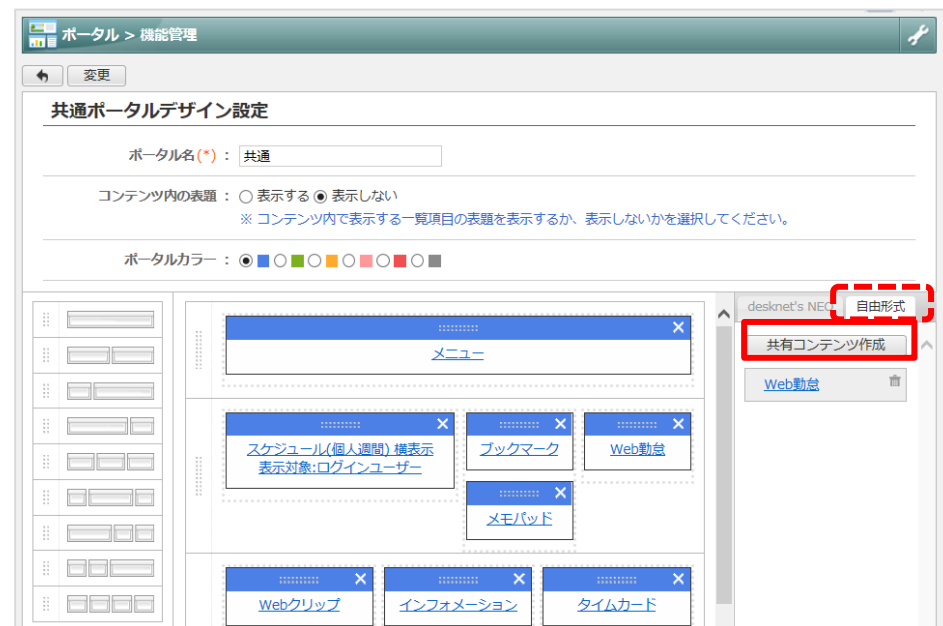 ポータル > 機能管理
変更
共通ポータルデザイン設定
ポータル名(*) : 共通
コンテンツ内の表題 : 表示する 表示しない
※ コンテンツ内で表示する一覧項目の表題を表示するか、表示しないかを選択してください。
ポータルカラー :
desknet's NEO 自由形式
共有コンテンツ作成
Web勤怠
メニュー
スケジュール(個人週間) 横表示
表示対象:ログインユーザー
ブックマーク
Web勤怠
メモパッド
Webクリップ
インフォメーション
タイムカード